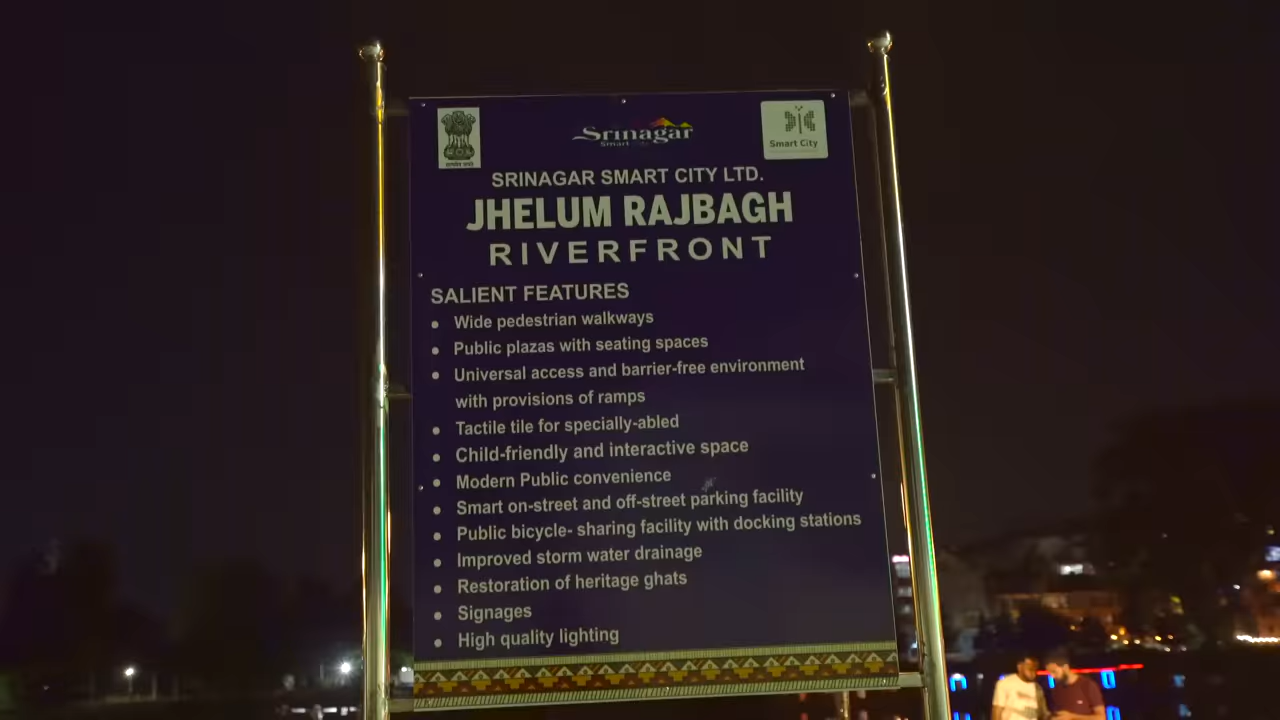 Srinagar
Smart City
Smart City
SRINAGAR SMART CITY LTD.
JHELUM RAJBAGH
RIVERFRONT
SALIENT FEATURES
Wide pedestrian walkways
Public plazas with seating spaces
Universal access and barrier-free environment
with provisions of ramps
Tactile tile for specially-abled
Child-friendly and interactive space
Modern Public convenience
Smart on-street and off-street parking facility
Public bicycle- sharing facility with docking stations
Improved storm water drainage
Restoration of heritage ghats
Signages
High quality lighting